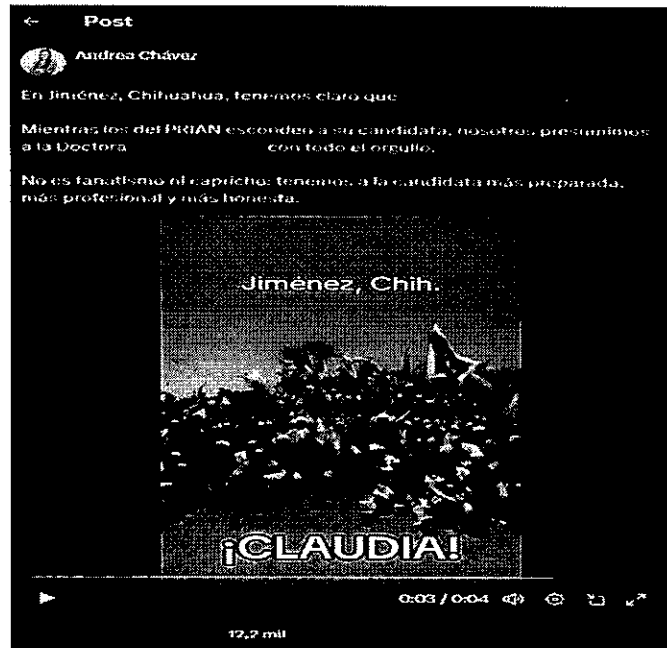 ← Post
Andrea Chávez
En Jiménez, Chihuahua, tenemos claro que
Mientras los del PRIAN esconden a su candidata, nosotros presumimos
a la Doctora con todo el orgullo.
No es fanatismo ni capricho: tenemos a la candidata más preparada,
más profesional y más honesta.
Jiménez, Chih.
¡CLAUDIA!
0:03 / 0:04
12,2 mil